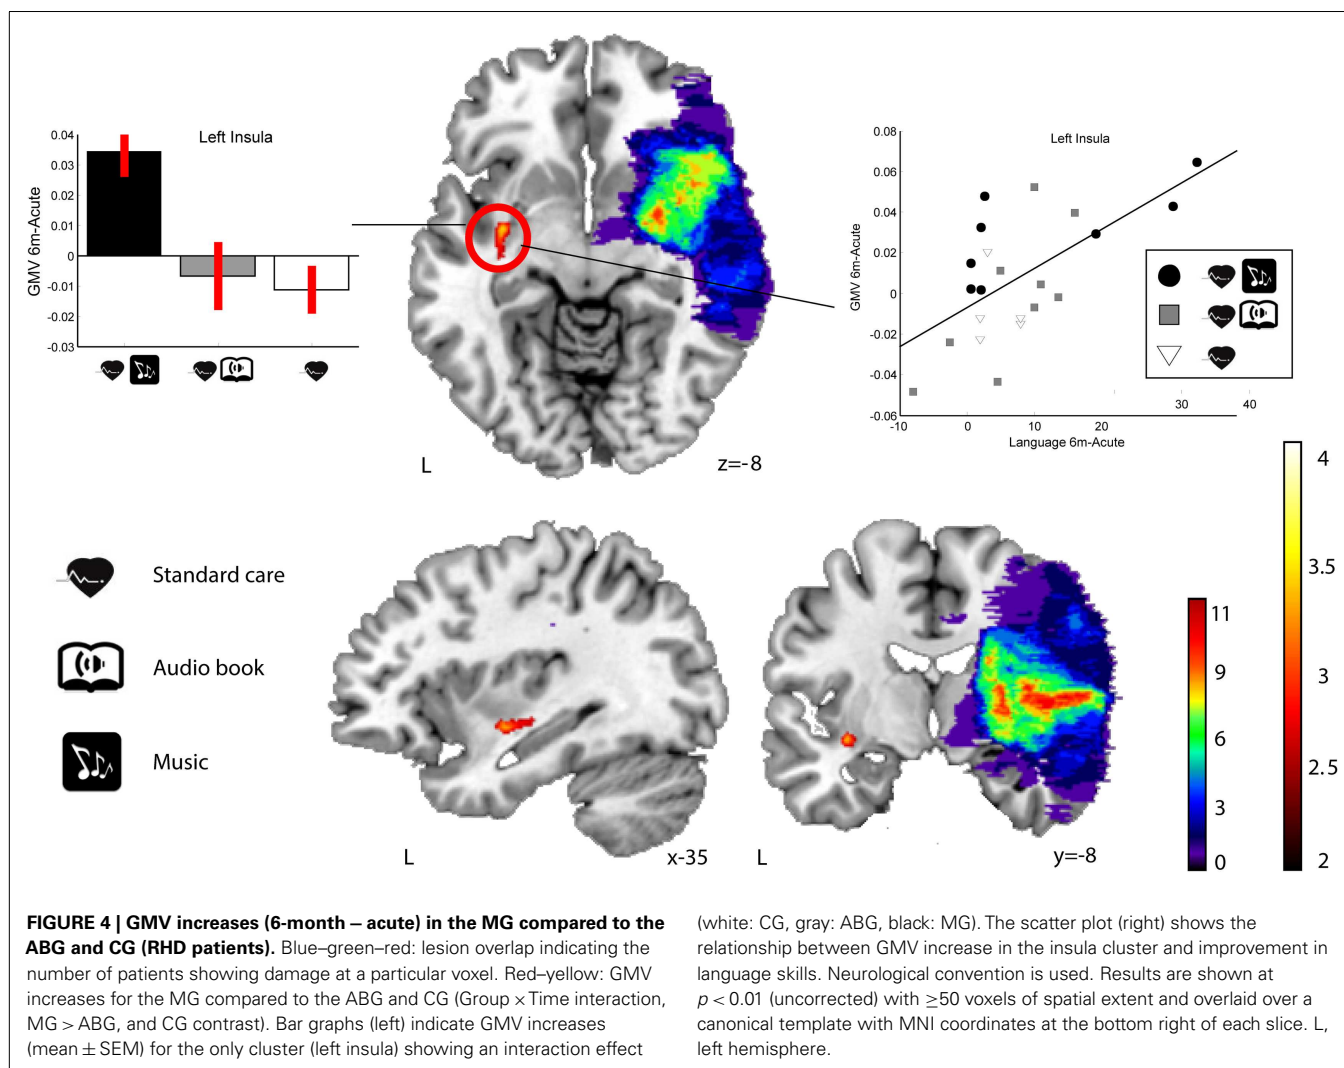 Left Insula
GMV 6m-Acute
0.04
0.03
0.02
0.01
0
-0.01
-0.02
-0.03
L
z=-8
Left Insula
GMV 6m-Acute
0.08
0.06
0.04
0.02
0
-0.02
-0.04
-0.06
-10
0
10
20
30
40
Language 6m-Acute
Standard care
Audio book
Music
L
x-35
L
y=-8
11
9
6
3
0
4
3.5
3
2.5
2
FIGURE 4 | GMV increases (6-month – acute) in the MG compared to the
ABG and CG (RHD patients). Blue–green–red: lesion overlap indicating the
number of patients showing damage at a particular voxel. Red–yellow: GMV
increases for the MG compared to the ABG and CG (Group × Time interaction,
MG > ABG, and CG contrast). Bar graphs (left) indicate GMV increases
(mean ± SEM) for the only cluster (left insula) showing an interaction effect
(white: CG, gray: ABG, black: MG). The scatter plot (right) shows the
relationship between GMV increase in the insula cluster and improvement in
language skills. Neurological convention is used. Results are shown at
p < 0.01 (uncorrected) with ≥50 voxels of spatial extent and overlaid over a
canonical template with MNI coordinates at the bottom right of each slice. L,
left hemisphere.